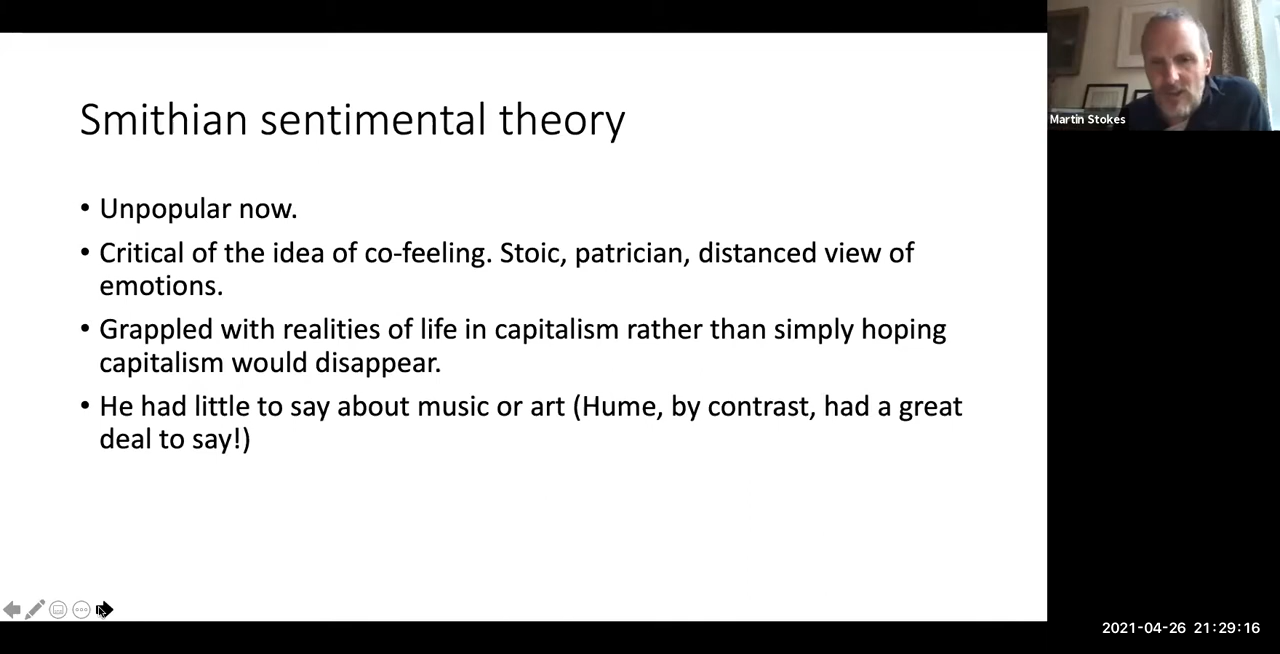 Smithian sentimental theory
• Unpopular now.
• Critical of the idea of co-feeling. Stoic, patrician, distanced view of
emotions.
• Grappled with realities of life in capitalism rather than simply hoping
capitalism would disappear.
• He had little to say about music or art (Hume, by contrast, had a great
deal to say!)
Martin Stokes
2021-04-26 21:29:16